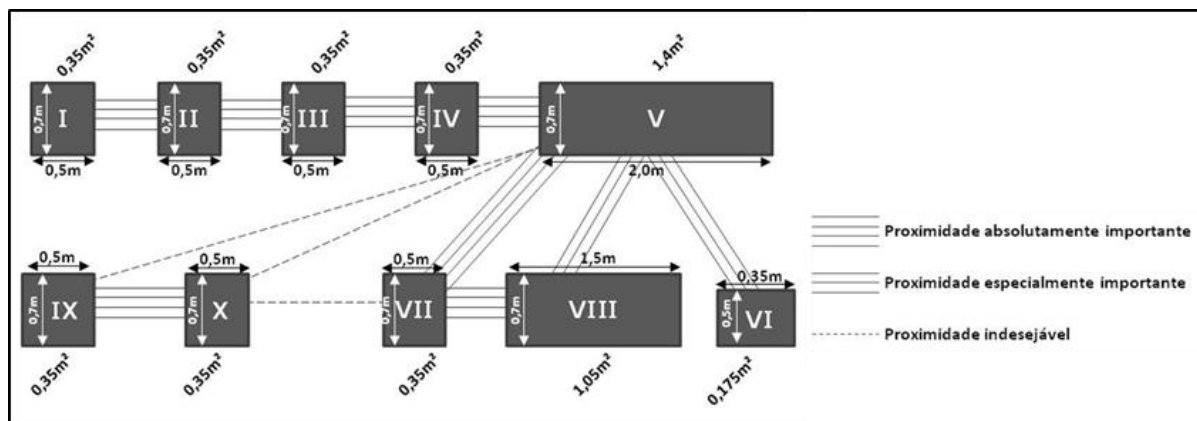 0,35m² 0,35m² 0,35m² 0,35m² 1,4m²
0,7m I 0,7m II 0,7m III 0,7m IV 0,7m V
0,5m 0,5m 0,5m 0,5m 2,0m
Proximidade absolutamente importante
Proximidade especialmente importante
Proximidade indesejável
0,5m 0,5m 0,5m 1,5m 0,35m
0,7m IX 0,7m X 0,7m VII 0,7m VIII 0,5m VI
0,35m² 0,35m² 0,35m² 1,05m² 0,175m²